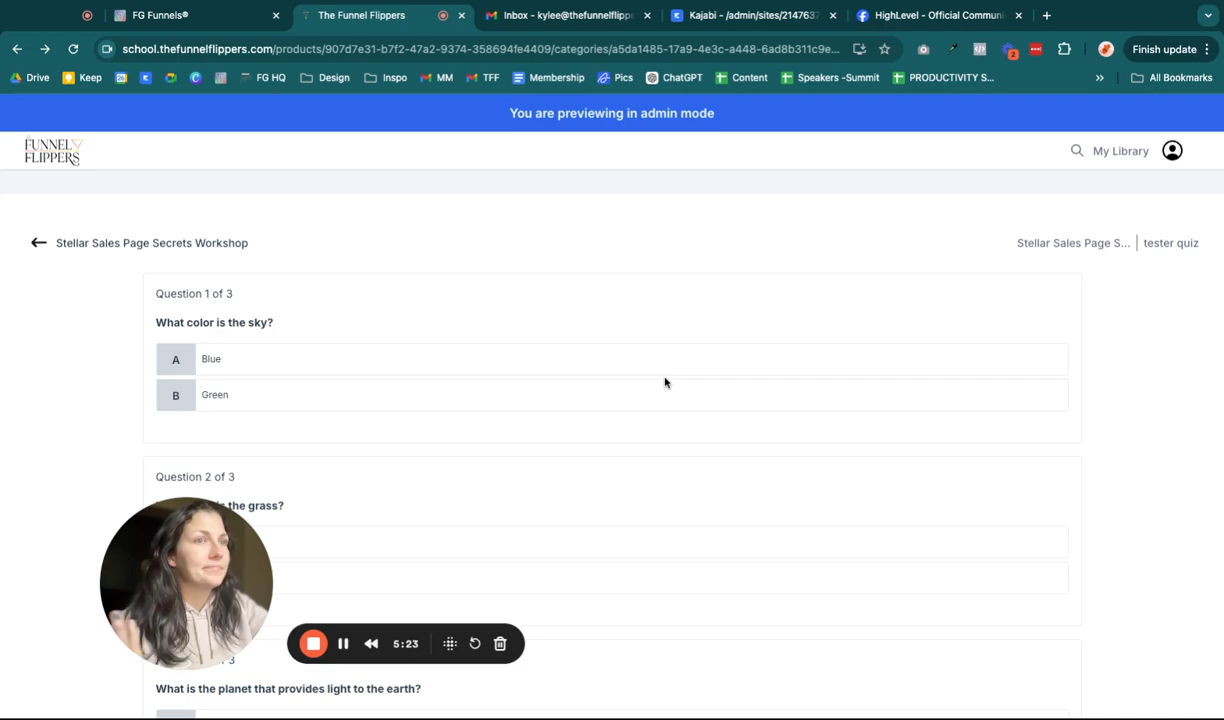 FG Funnels®
The Funnel Flippers
Inbox - kylee@thefunnelflippe
Kajabi - /admin/sites/2147637
HighLevel - Official Communi
school.thefunnelflippers.com/products/907d7e31-b7f2-47a2-9374-358694fe4409/categories/a5da1485-17a9-4e3c-a448-6ad8b311c9e...
2
Finish update
Drive
Keep
26
FG HQ
Design
Inspo
MM
TFF
Membership
Pics
ChatGPT
Content
Speakers -Summit
PRODUCTIVITY S...
All Bookmarks
You are previewing in admin mode
FUNNEL
FLIPPERS
My Library
Stellar Sales Page Secrets Workshop
Stellar Sales Page S... | tester quiz
Question 1 of 3
What color is the sky?
A Blue
B Green
Question 2 of 3
the grass?
5:23
3
What is the planet that provides light to the earth?